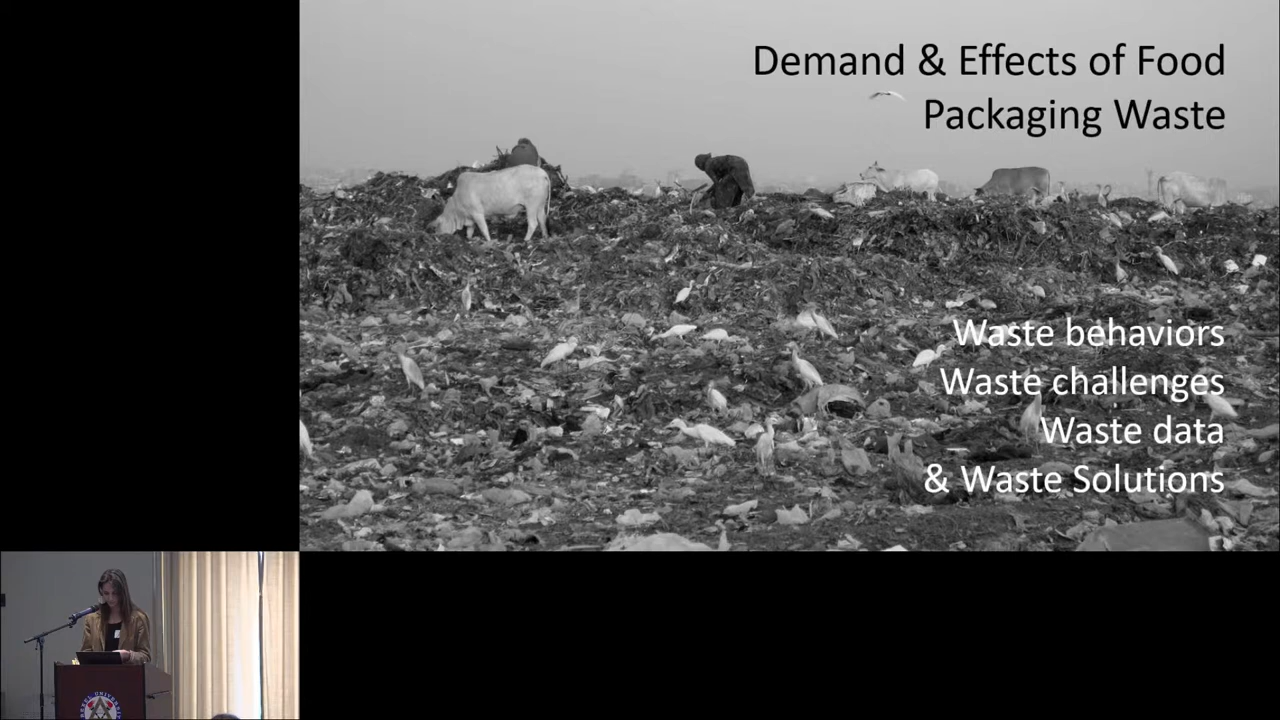 Demand & Effects of Food
Packaging Waste
Waste behaviors
Waste challenges
Waste data
& Waste Solutions